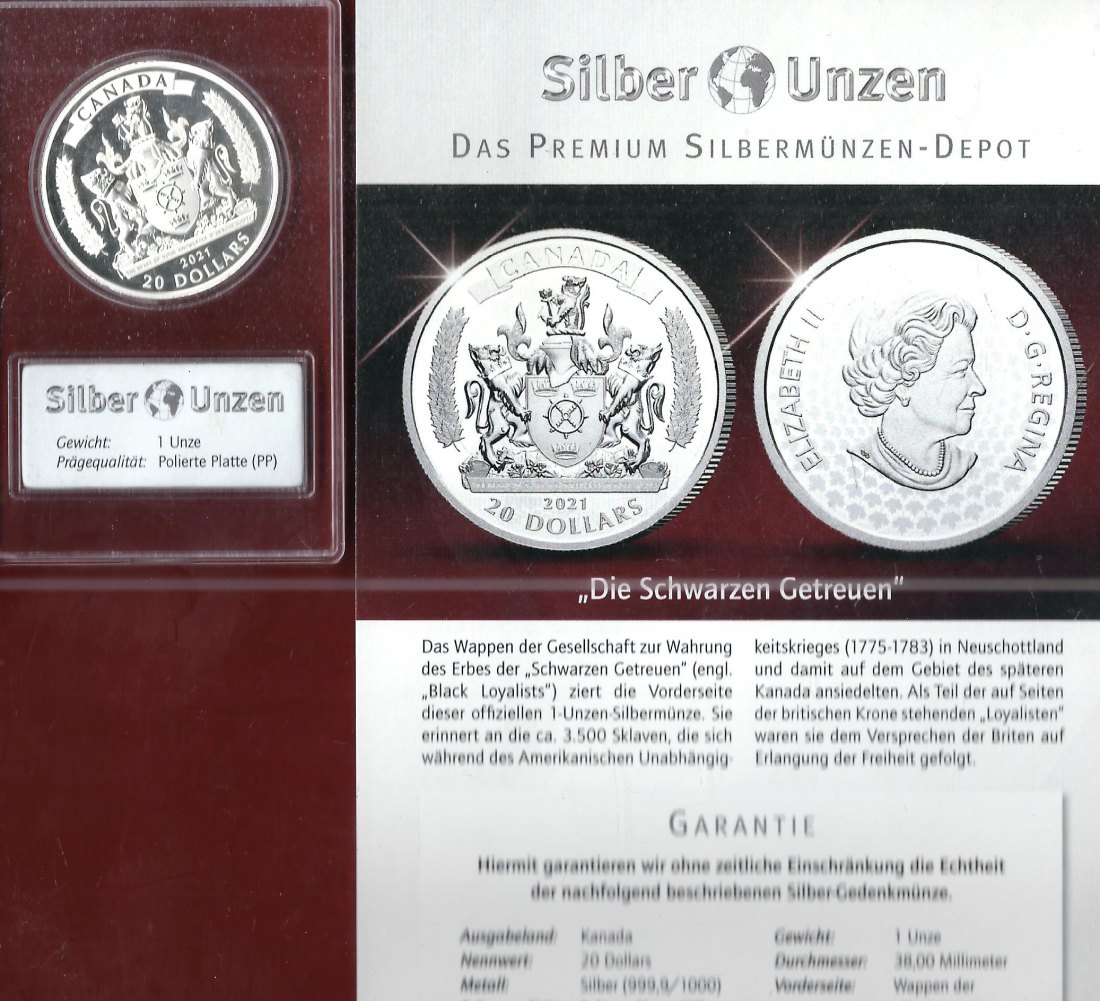 CANADA
2021
20 DOLLARS
Silber Unzen
Gewicht: 1 Unze
Prägequalität: Polierte Platte (PP)
Silber Unzen
DAS PREMIUM SILBERMÜNZEN-DEPOT
CANADA
2021
20 DOLLARS
ELIZABETH II D·G·REGINA
„Die Schwarzen Getreuen"
Das Wappen der Gesellschaft zur Wahrung
des Erbes der „Schwarzen Getreuen" (engl.
„Black Loyalists") ziert die Vorderseite
dieser offiziellen 1-Unzen-Silbermünze. Sie
erinnert an die ca. 3.500 Sklaven, die sich
während des Amerikanischen Unabhängig-
keitskrieges (1775-1783) in Neuschottland
und damit auf dem Gebiet des späteren
Kanada ansiedelten. Als Teil der auf Seiten
der britischen Krone stehenden „Loyalisten"
waren sie dem Versprechen der Briten auf
Erlangung der Freiheit gefolgt.
GARANTIE
Hiermit garantieren wir ohne zeitliche Einschränkung die Echtheit
der nachfolgend beschriebenen Silber-Gedenkmünze.
Ausgabeland: Kanada
Nennwert: 20 Dollars
Metall: Silber (999,9/1000)
Gewicht: 1 Unze
Durchmesser: 38,00 Millimeter
Vorderseite: Wappen der